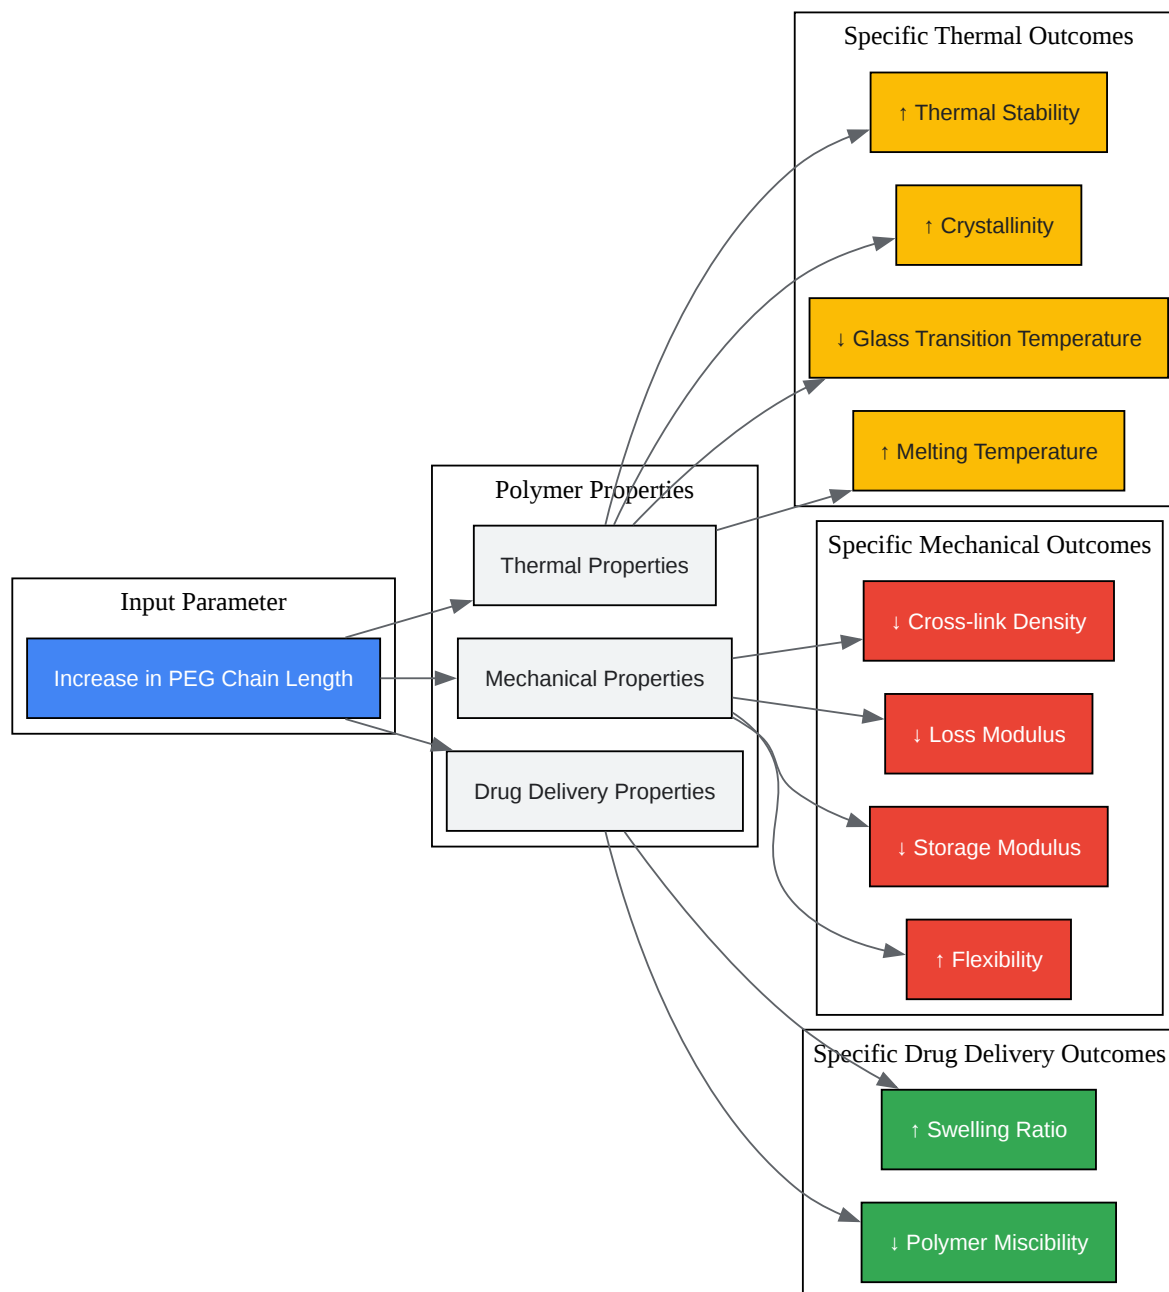 Specific Thermal Outcomes
↑ Thermal Stability
↑ Crystallinity
↓ Glass Transition Temperature
↑ Melting Temperature
Polymer Properties
Thermal Properties
Mechanical Properties
Drug Delivery Properties
Input Parameter
Increase in PEG Chain Length
Specific Mechanical Outcomes
↓ Cross-link Density
↓ Loss Modulus
↓ Storage Modulus
↑ Flexibility
Specific Drug Delivery Outcomes
↑ Swelling Ratio
↓ Polymer Miscibility